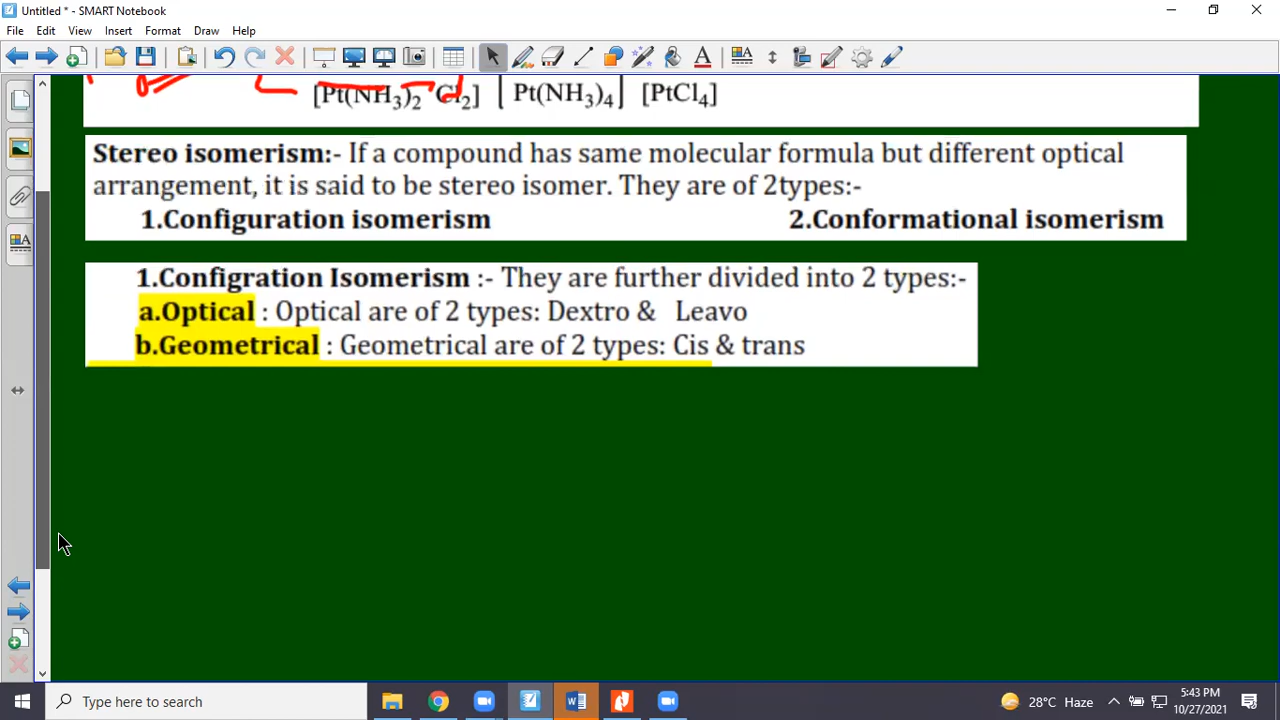 Untitled * - SMART Notebook
File Edit View Insert Format Draw Help
[Pt(NH₃)₂ Cl₂] [Pt(NH₃)₄] [PtCl₄]
Stereo isomerism:- If a compound has same molecular formula but different optical
arrangement, it is said to be stereo isomer. They are of 2types:-
1.Configuration isomerism 2.Conformational isomerism
1.Configration Isomerism :- They are further divided into 2 types:-
a.Optical : Optical are of 2 types: Dextro & Leavo
b.Geometrical : Geometrical are of 2 types: Cis & trans
Type here to search
28°C Haze
5:43 PM
10/27/2021